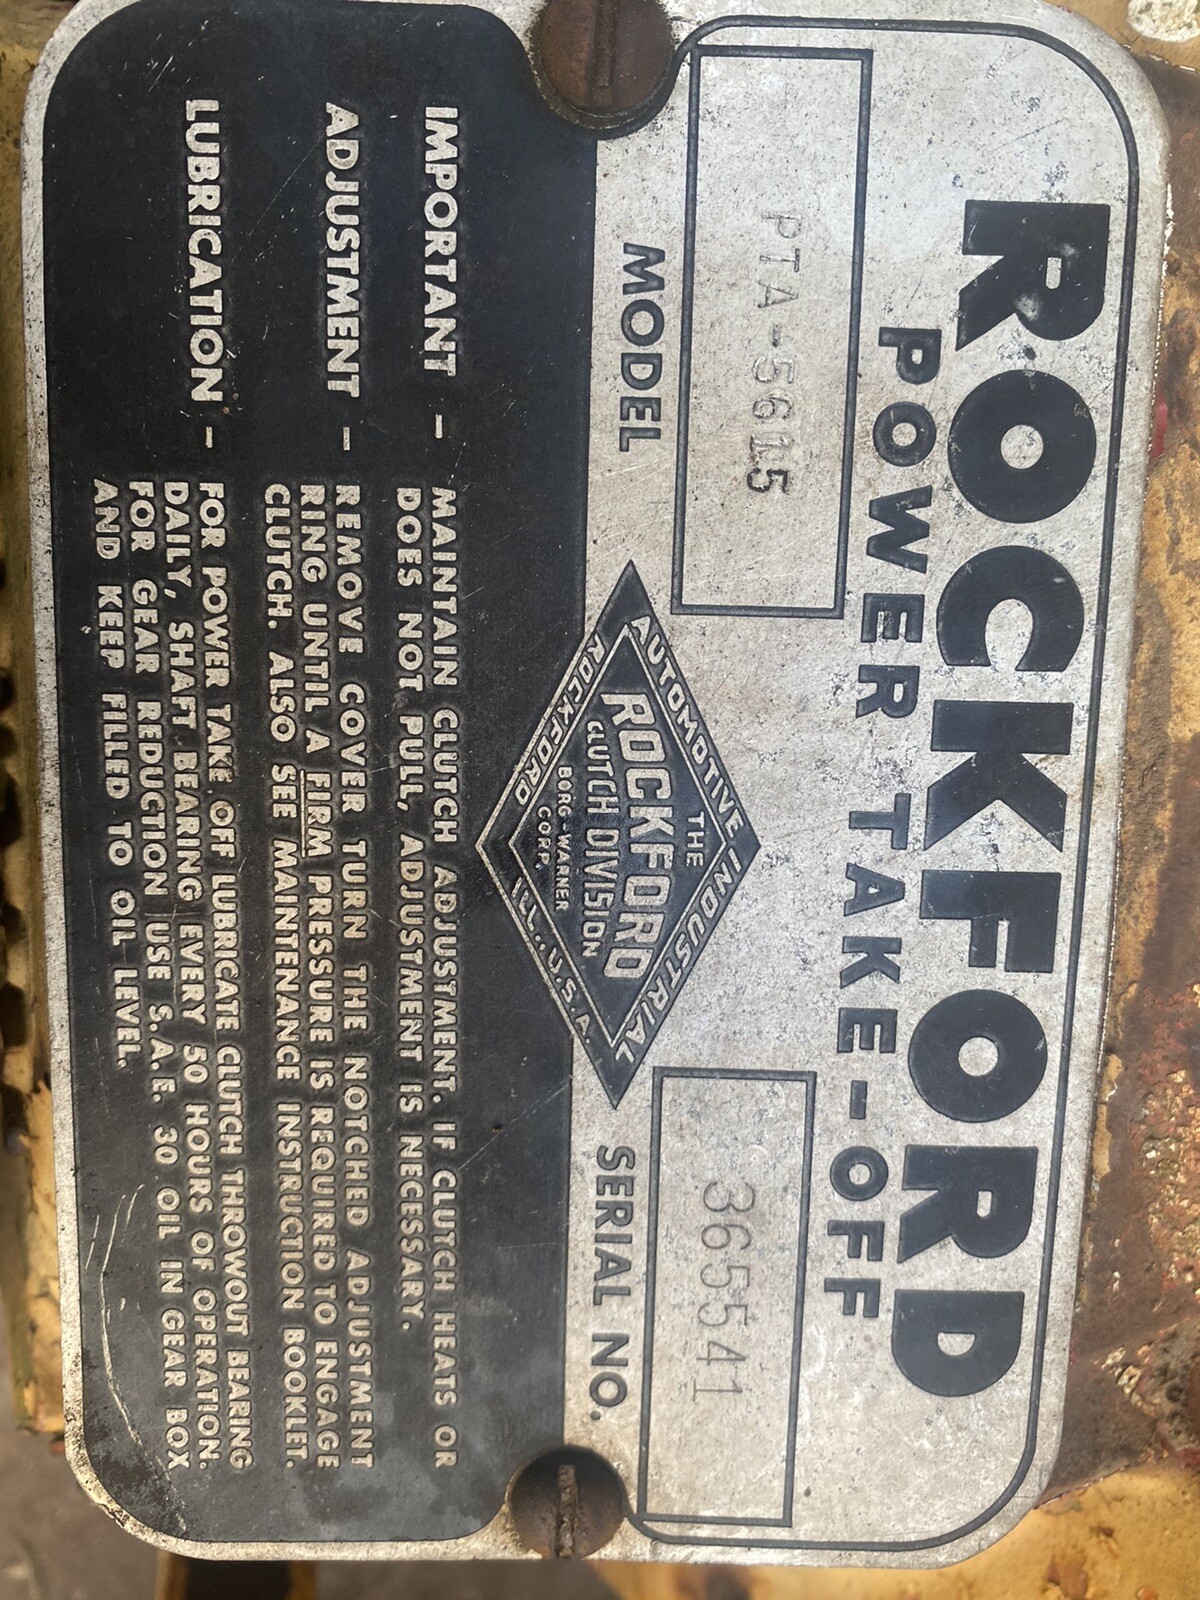 ROCKFORD
POWER TAKE-OFF
PTA-5615
MODEL
365541
SERIAL NO.
AUTOMOTIVE INDUSTRIAL
THE
ROCKFORD
CLUTCH DIVISION
BORG-WARNER
CORP.
ROCKFORD ILL., U.S.A.
IMPORTANT - MAINTAIN CLUTCH ADJUSTMENT. IF CLUTCH HEATS OR
DOES NOT PULL, ADJUSTMENT IS NECESSARY.
ADJUSTMENT - REMOVE COVER TURN THE NOTCHED ADJUSTMENT
RING UNTIL A FIRM PRESSURE IS REQUIRED TO ENGAGE
CLUTCH. ALSO SEE MAINTENANCE INSTRUCTION BOOKLET.
LUBRICATION - FOR POWER TAKE OFF LUBRICATE CLUTCH THROWOUT BEARING
DAILY, SHAFT BEARING EVERY 50 HOURS OF OPERATION.
FOR GEAR REDUCTION USE S.A.E. 30 OIL IN GEAR BOX
AND KEEP FILLED TO OIL LEVEL.